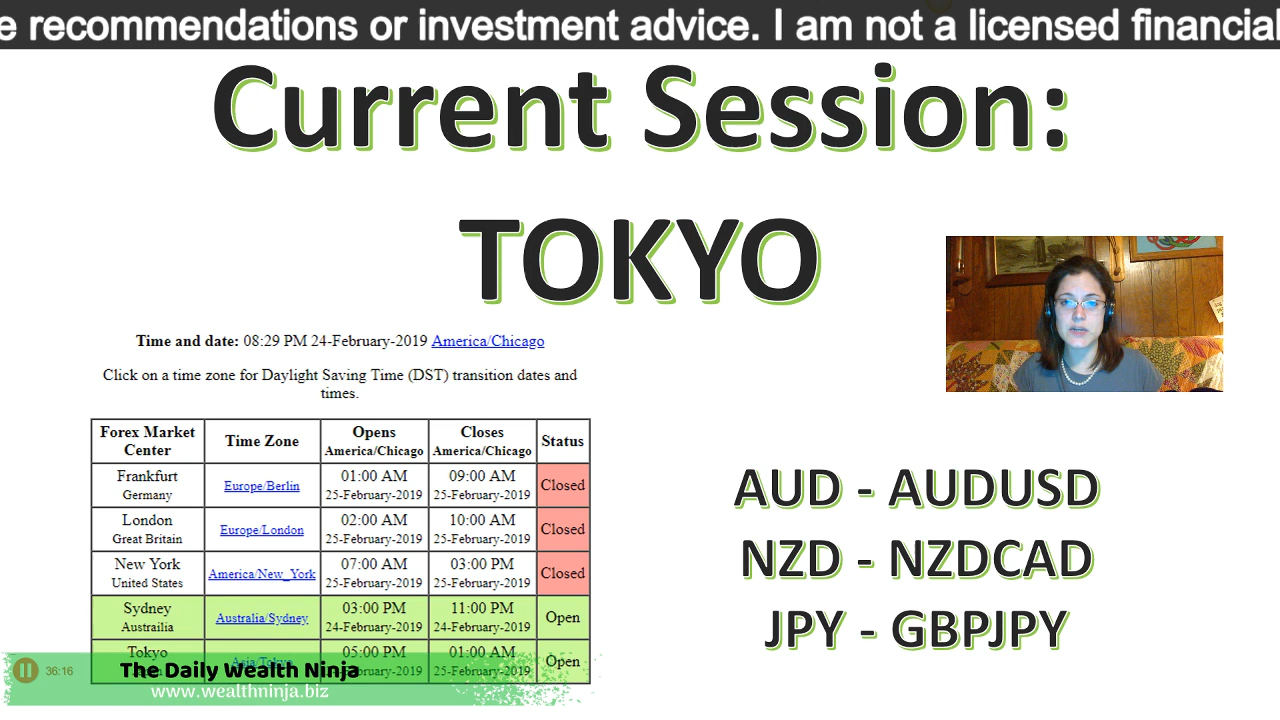 e recommendations or investment advice. I am not a licensed financial
Current Session:
TOKYO
Time and date: 08:29 PM 24-February-2019 America/Chicago
Click on a time zone for Daylight Saving Time (DST) transition dates and
times.
Forex Market Center Time Zone Opens America/Chicago Closes America/Chicago Status
Frankfurt Germany Europe/Berlin 01:00 AM 25-February-2019 09:00 AM 25-February-2019 Closed
London Great Britain Europe/London 02:00 AM 25-February-2019 10:00 AM 25-February-2019 Closed
New York United States America/New_York 07:00 AM 25-February-2019 03:00 PM 25-February-2019 Closed
Sydney Austrailia Australia/Sydney 03:00 PM 24-February-2019 11:00 PM 24-February-2019 Open
Tokyo 05:00 PM 01:00 AM 25-February-2019 Open
AUD - AUDUSD
NZD - NZDCAD
JPY - GBPJPY
36:16
The Daily Wealth Ninja
www.wealthninja.biz